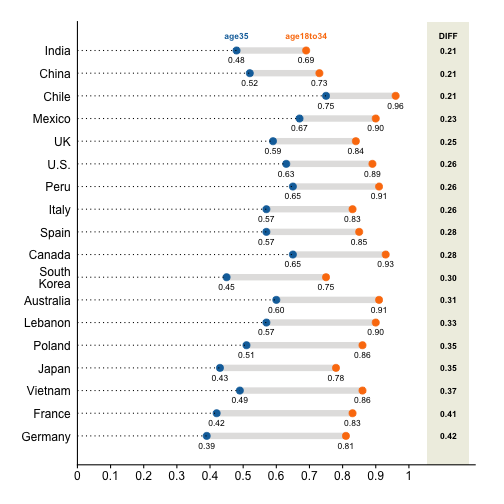 age35 age18to34 DIFF
India 0.21
0.48 0.69
China 0.21
0.52 0.73
Chile 0.21
0.75 0.96
Mexico 0.23
0.67 0.90
UK 0.25
0.59 0.84
U.S. 0.26
0.63 0.89
Peru 0.26
0.65 0.91
Italy 0.26
0.57 0.83
Spain 0.28
0.57 0.85
Canada 0.28
0.65 0.93
South
Korea 0.30
0.45 0.75
Australia 0.31
0.60 0.91
Lebanon 0.33
0.57 0.90
Poland 0.35
0.51 0.86
Japan 0.35
0.43 0.78
Vietnam 0.37
0.49 0.86
France 0.41
0.42 0.83
Germany 0.42
0.39 0.81
0 0.1 0.2 0.3 0.4 0.5 0.6 0.7 0.8 0.9 1